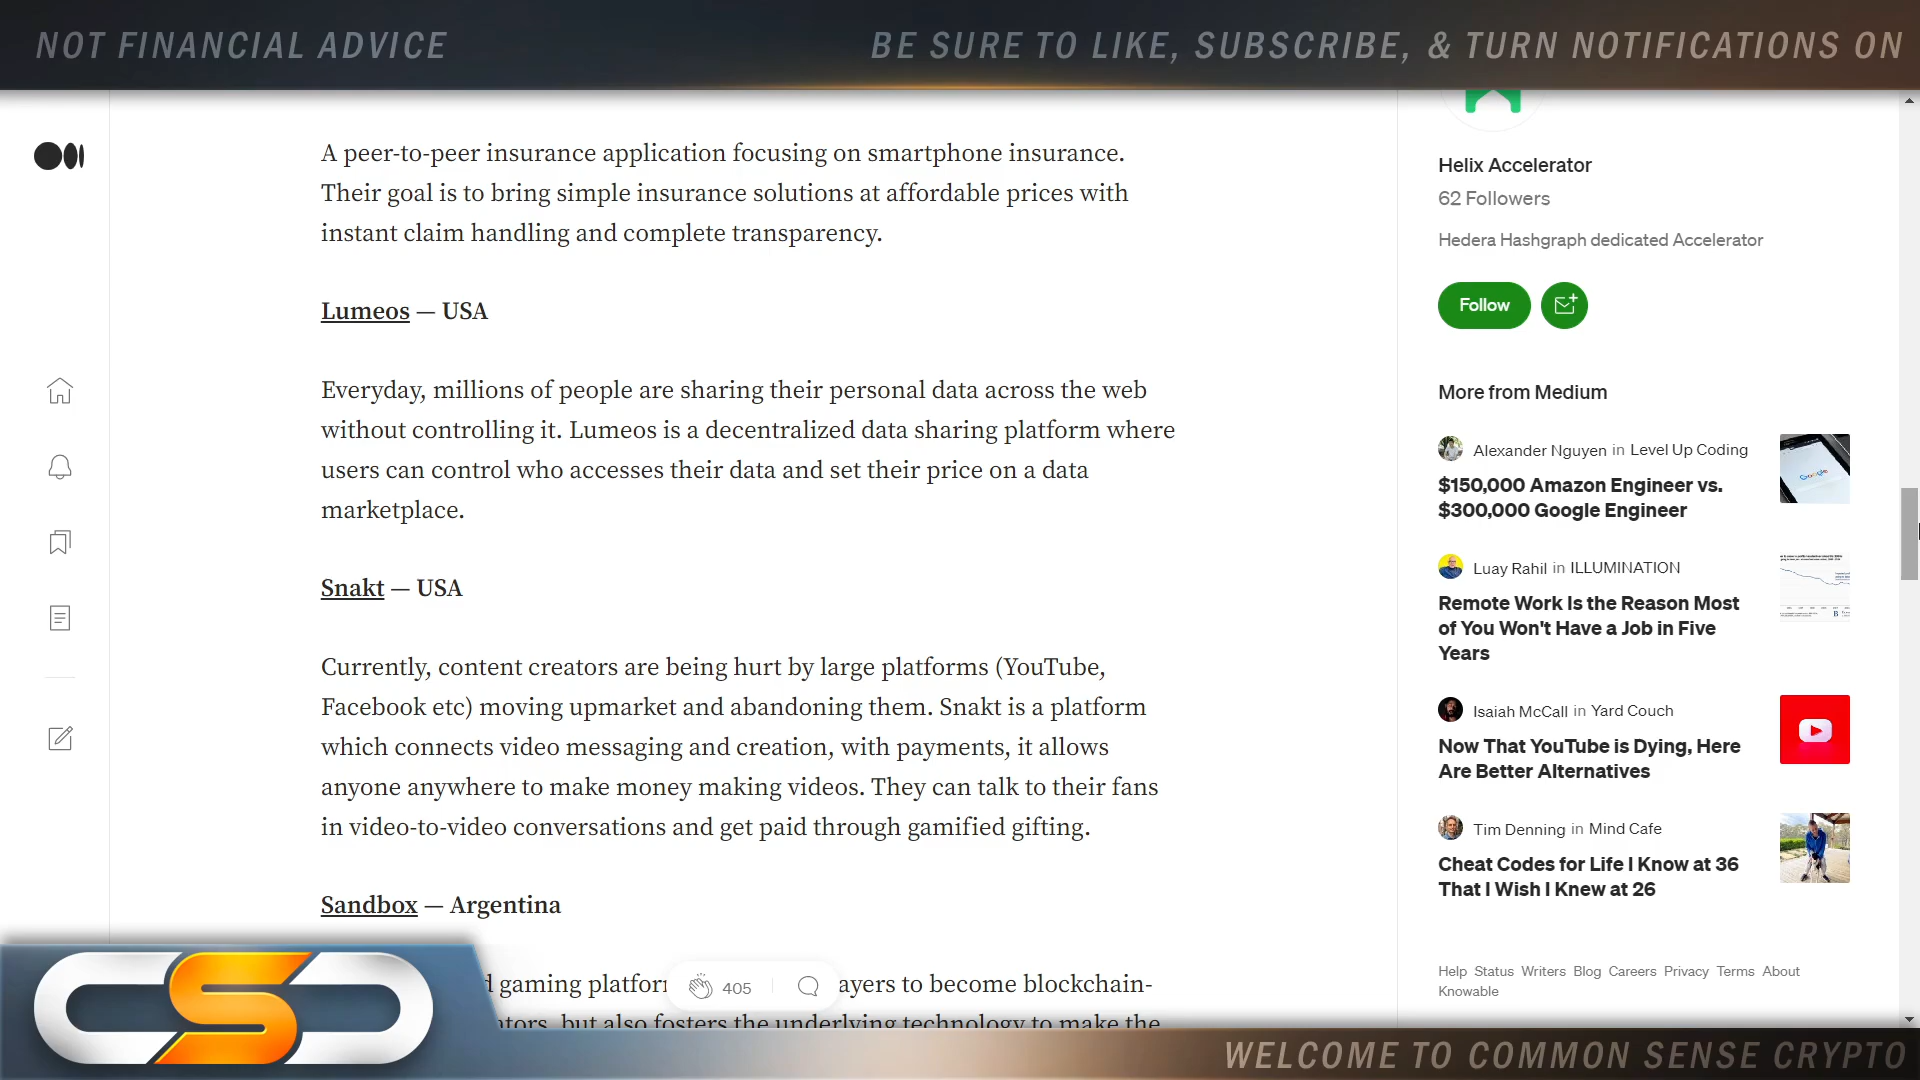 NOT FINANCIAL ADVICE
BE SURE TO LIKE, SUBSCRIBE, & TURN NOTIFICATIONS ON
A peer-to-peer insurance application focusing on smartphone insurance.
Their goal is to bring simple insurance solutions at affordable prices with
instant claim handling and complete transparency.
Lumeos — USA
Everyday, millions of people are sharing their personal data across the web
without controlling it. Lumeos is a decentralized data sharing platform where
users can control who accesses their data and set their price on a data
marketplace.
Snakt — USA
Currently, content creators are being hurt by large platforms (YouTube,
Facebook etc) moving upmarket and abandoning them. Snakt is a platform
which connects video messaging and creation, with payments, it allows
anyone anywhere to make money making videos. They can talk to their fans
in video-to-video conversations and get paid through gamified gifting.
Sandbox — Argentina
gaming platfor
405
ayers to become blockchain-
but also fosters the underlying technology to make the
Helix Accelerator
62 Followers
Hedera Hashgraph dedicated Accelerator
Follow
More from Medium
Alexander Nguyen in Level Up Coding
$150,000 Amazon Engineer vs.
$300,000 Google Engineer
Google
Luay Rahil in ILLUMINATION
Remote Work Is the Reason Most
of You Won't Have a Job in Five
Years
Isaiah McCall in Yard Couch
Now That YouTube is Dying, Here
Are Better Alternatives
Tim Denning in Mind Cafe
Cheat Codes for Life I Know at 36
That I Wish I Knew at 26
Help Status Writers Blog Careers Privacy Terms About
Knowable
CSC
WELCOME TO COMMON SENSE CRYPTO